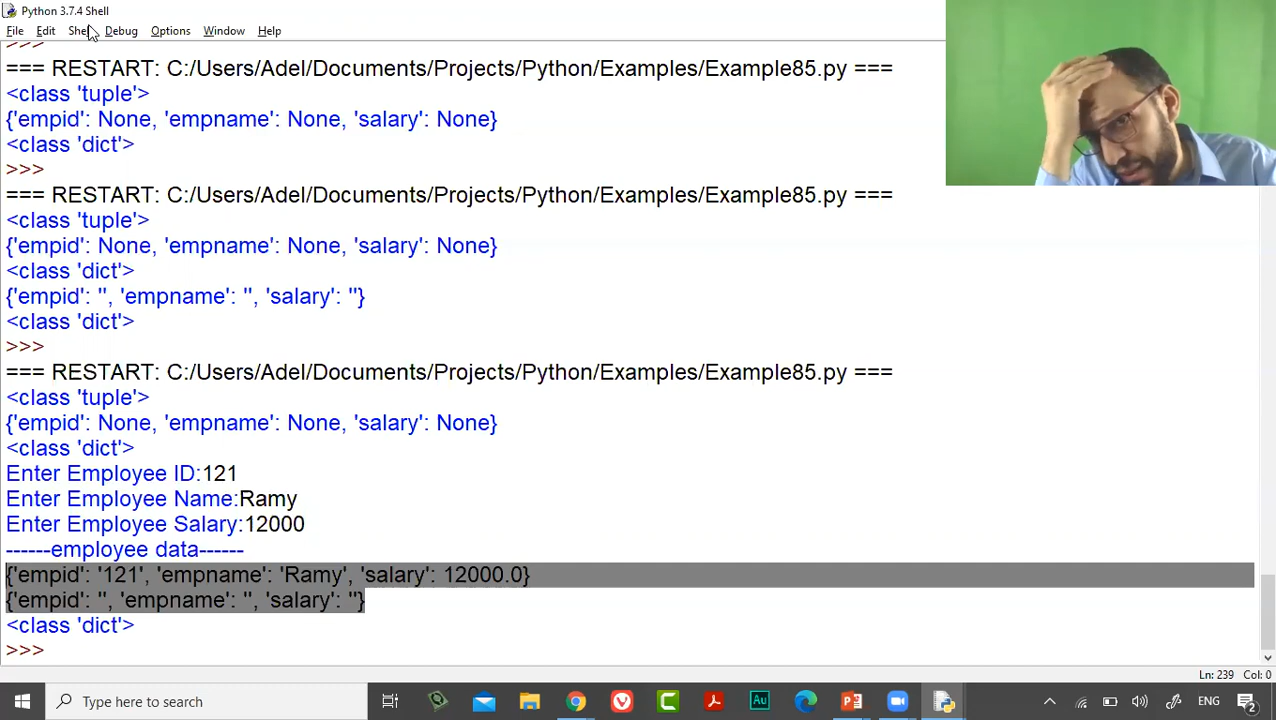 Python 3.7.4 Shell
File Edit Shell Debug Options Window Help
>>>
=== RESTART: C:/Users/Adel/Documents/Projects/Python/Examples/Example85.py ===
<class 'tuple'>
{'empid': None, 'empname': None, 'salary': None}
<class 'dict'>
>>>
=== RESTART: C:/Users/Adel/Documents/Projects/Python/Examples/Example85.py ===
<class 'tuple'>
{'empid': None, 'empname': None, 'salary': None}
<class 'dict'>
{'empid': '', 'empname': '', 'salary': ''}
<class 'dict'>
>>>
=== RESTART: C:/Users/Adel/Documents/Projects/Python/Examples/Example85.py ===
<class 'tuple'>
{'empid': None, 'empname': None, 'salary': None}
<class 'dict'>
Enter Employee ID:121
Enter Employee Name:Ramy
Enter Employee Salary:12000
------employee data------
{'empid': '121', 'empname': 'Ramy', 'salary': 12000.0}
{'empid': '', 'empname': '', 'salary': ''}
<class 'dict'>
>>>
Ln: 239 Col: 0
Type here to search
ENG
2